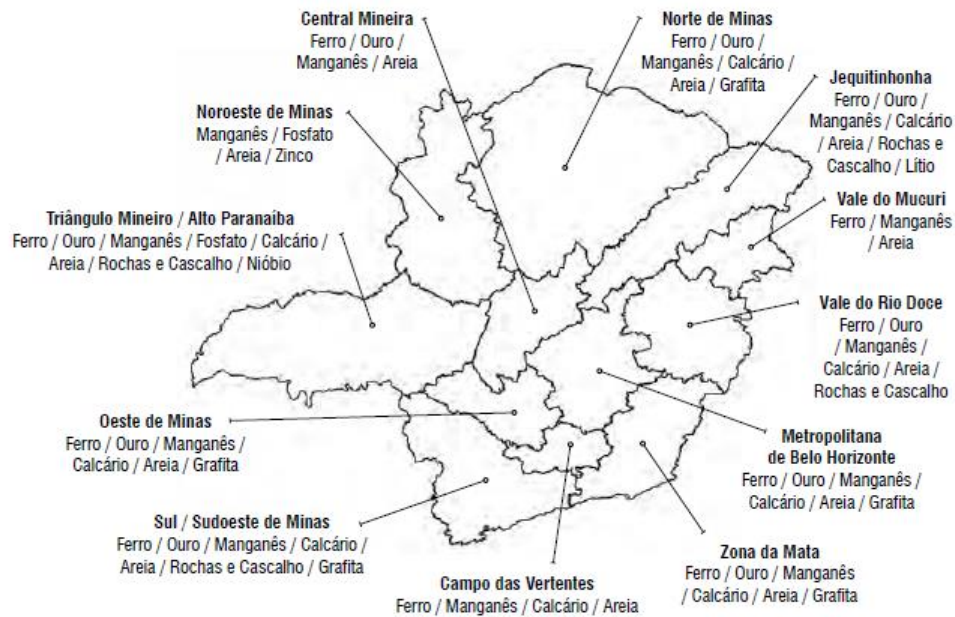 Central Mineira
Ferro / Ouro /
Manganês / Areia
Norte de Minas
Ferro / Ouro /
Manganês / Calcário /
Areia / Grafita
Jequitinhonha
Ferro / Ouro /
Manganês / Calcário
/ Areia / Rochas e
Cascalho / Lítio
Noroeste de Minas
Manganês / Fosfato
/ Areia / Zinco
Vale do Mucuri
Ferro / Manganês
/ Areia
Triângulo Mineiro / Alto Paranaíba
Ferro / Ouro / Manganês / Fosfato / Calcário /
Areia / Rochas e Cascalho / Nióbio
Vale do Rio Doce
Ferro / Ouro
/ Manganês /
Calcário / Areia /
Rochas e Cascalho
Oeste de Minas
Ferro / Ouro / Manganês /
Calcário / Areia / Grafita
Metropolitana
de Belo Horizonte
Ferro / Ouro / Manganês /
Calcário / Areia / Grafita
Sul / Sudoeste de Minas
Ferro / Ouro / Manganês / Calcário /
Areia / Rochas e Cascalho / Grafita
Zona da Mata
Ferro / Ouro / Manganês
/ Calcário / Areia / Grafita
Campo das Vertentes
Ferro / Manganês / Calcário / Areia